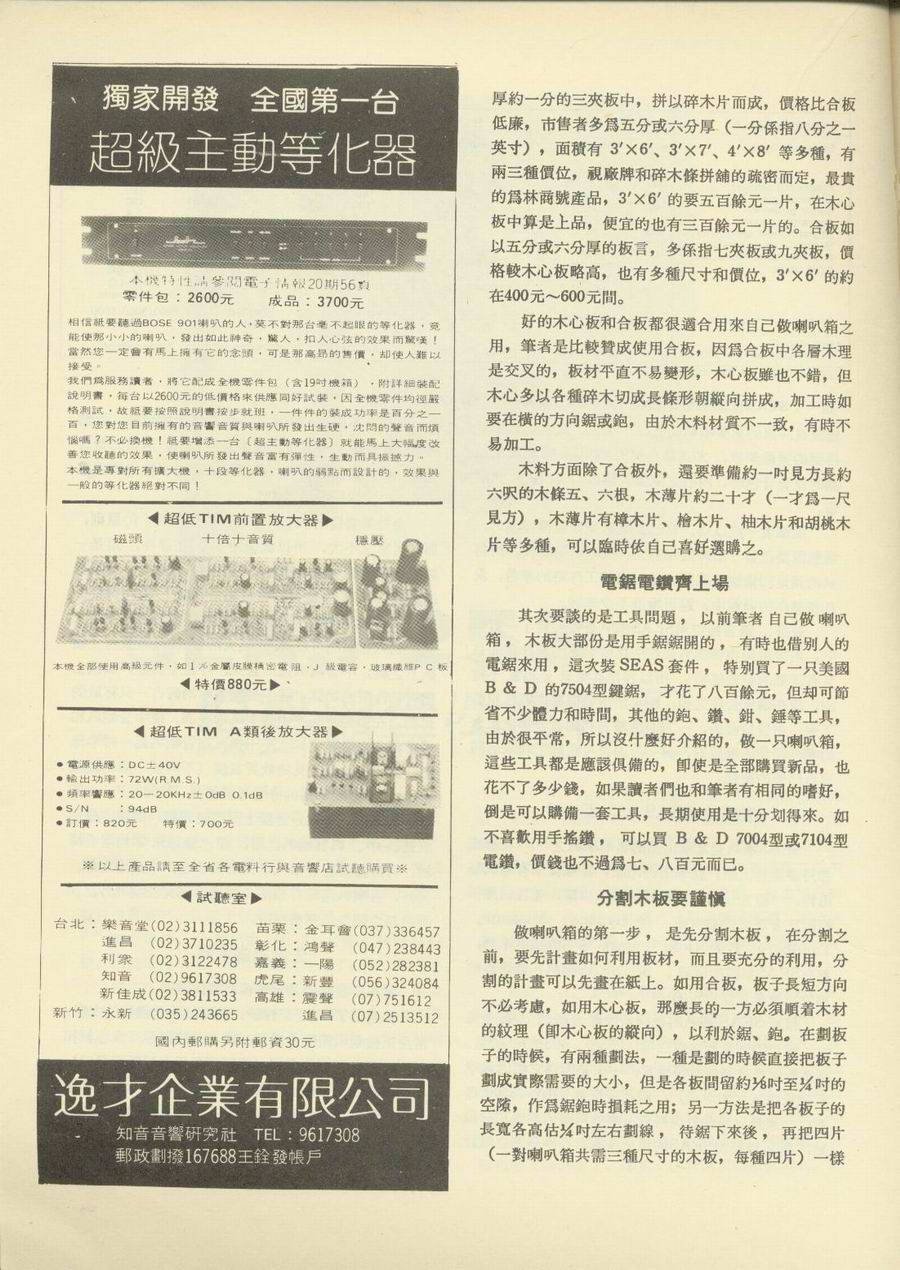 獨家開發　全國第一台
超級主動等化器
本機特性請參閱電子情報20期56頁
零件包：2600元　成品：3700元
相信祇要聽過BOSE 901喇叭的人，莫不對那台毫不起眼的等化器，竟
能使那小小的喇叭，發出如此神奇，驚人，扣人心弦的效果而驚嘆！
當然您一定會有馬上擁有它的念頭，可是那高昂的售價，却使人難以
接受。
我們爲服務讀者，將它配成全機零件包（含19吋機箱），附詳細裝配
說明書，每台以2600元的低價格來供應同好試裝，因全機零件均徑嚴
格測試，故祇要按照說明書按步就班，一件件的裝成功率是百分之一
百，您對您目前擁有的音響音質與喇叭所發出生硬，沈悶的聲音而煩
惱嗎？不必換機！祇要增添一台〔超主動等化器〕就能馬上大幅度改
善您收聽的效果，使喇叭所發出聲音富有彈性，生動而具振撼力。
本機是專對所有擴大機，十段等化器，喇叭的弱點而設計的，效果與
一般的等化器絕對不同！
◀超低TIM前置放大器▶
磁頭　十倍十音質　穩壓
本機全部使用高級元件，如1％金屬皮膜精密電阻，J 級電容，玻璃纖維P C 板
◀特價880元▶
◀超低TIM　A類後放大器▶
●電源供應：DC±40V
●輸出功率：72W(R.M.S.)
●頻率響應：20－20KHz±0dB 0.1dB
●S/N　：94dB
●訂價：820元　特價：700元
※以上產品請至全省各電料行與音響店試聽購買※
◀試聽室▶
台北：樂音堂(02)3111856　苗栗：金耳會(037)336457
進昌　(02)3710235　彰化：鴻聲　(047)238443
利眾　(02)3122478　嘉義：一陽　(052)282381
知音　(02)9617308　虎尾：新豐　(056)324084
新佳成(02)3811533　高雄：震聲　(07)751612
新竹：永新　(035)243665　進昌　(07)2513512
國內郵購另附郵資30元
逸才企業有限公司
知音音響研究社　TEL：9617308
郵政劃撥167688王銓發帳戶
厚約一分的三夾板中，拼以碎木片而成，價格比合板
低廉，市售者多爲五分或六分厚（一分係指八分之一
英寸），面積有 3′×6′、3′×7′、4′×8′ 等多種，有
兩三種價位，視廠牌和碎木條拼舖的疏密而定，最貴
的爲林商號產品，3′×6′ 的要五百餘元一片，在木心
板中算是上品，便宜的也有三百餘元一片的。合板如
以五分或六分厚的板言，多係指七夾板或九夾板，價
格較木心板略高，也有多種尺寸和價位，3′×6′ 的約
在400元～600元間。
好的木心板和合板都很適合用來自己做喇叭箱之
用，筆者是比較贊成使用合板，因爲合板中各層木理
是交叉的，板材平直不易變形，木心板雖也不錯，但
木心多以各種碎木切成長條形朝縱向拼成，加工時如
要在橫的方向鋸或鉋，由於木料材質不一致，有時不
易加工。
木料方面除了合板外，還要準備約一吋見方長約
六呎的木條五、六根，木薄片約二十才（一才爲一尺
見方），木薄片有樟木片、檜木片、柚木片和胡桃木
片等多種，可以臨時依自己喜好選購之。
電鋸電鑽齊上場
其次要談的是工具問題，以前筆者自己做喇叭
箱，木板大部份是用手鋸鋸開的，有時也借別人的
電鋸來用，這次裝 SEAS 套件，特別買了一只美國
B & D 的7504型鍵鋸，才花了八百餘元，但却可節
省不少體力和時間，其他的鉋、鑽、鉗、錘等工具，
由於很平常，所以沒什麼好介紹的，做一只喇叭箱，
這些工具都是應該俱備的，卽使是全部購買新品，也
花不了多少錢，如果讀者們也和筆者有相同的嗜好，
倒是可以購備一套工具，長期使用是十分划得來。如
不喜歡用手搖鑽，可以買 B & D 7004型或7104型
電鑽，價錢也不過爲七、八百元而已。
分割木板要謹慎
做喇叭箱的第一步，是先分割木板，在分割之
前，要先計畫如何利用板材，而且要充分的利用，分
割的計畫可以先畫在紙上。如用合板，板子長短方向
不必考慮，如用木心板，那麼長的一方必須順着木材
的紋理（卽木心板的縱向），以利於鋸、鉋。在劃板
子的時候，有兩種劃法，一種是劃的時候直接把板子
劃成實際需要的大小，但是各板間留約⅛吋至¼吋的
空隙，作爲鋸鉋時損耗之用；另一方法是把各板子的
長寬各高估¼吋左右劃線，待鋸下來後，再把四片
（一對喇叭箱共需三種尺寸的木板，每種四片）一樣